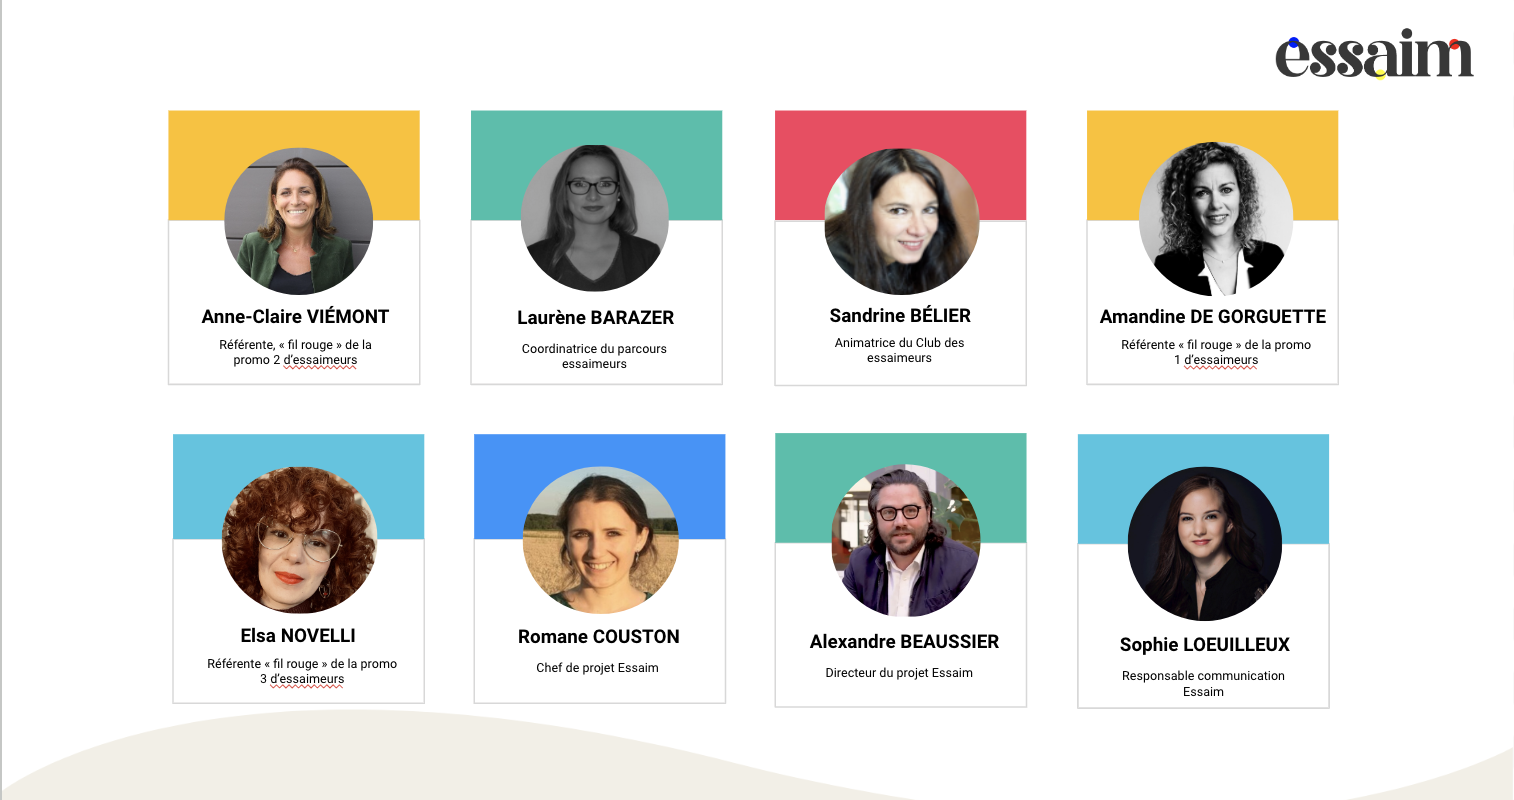 essaim
Anne-Claire VIÉMONT
Référente, « fil rouge » de la
promo 2 d'essaimeurs
Laurène BARAZER
Coordinatrice du parcours
essaimeurs
Sandrine BÉLIER
Animatrice du Club des
essaimeurs
Amandine DE GORGUETTE
Référente « fil rouge » de la promo
1 d'essaimeurs
Elsa NOVELLI
Référente « fil rouge » de la promo
3 d'essaimeurs
Romane COUSTON
Chef de projet Essaim
Alexandre BEAUSSIER
Directeur du projet Essaim
Sophie LOEUILLEUX
Responsable communication
Essaim